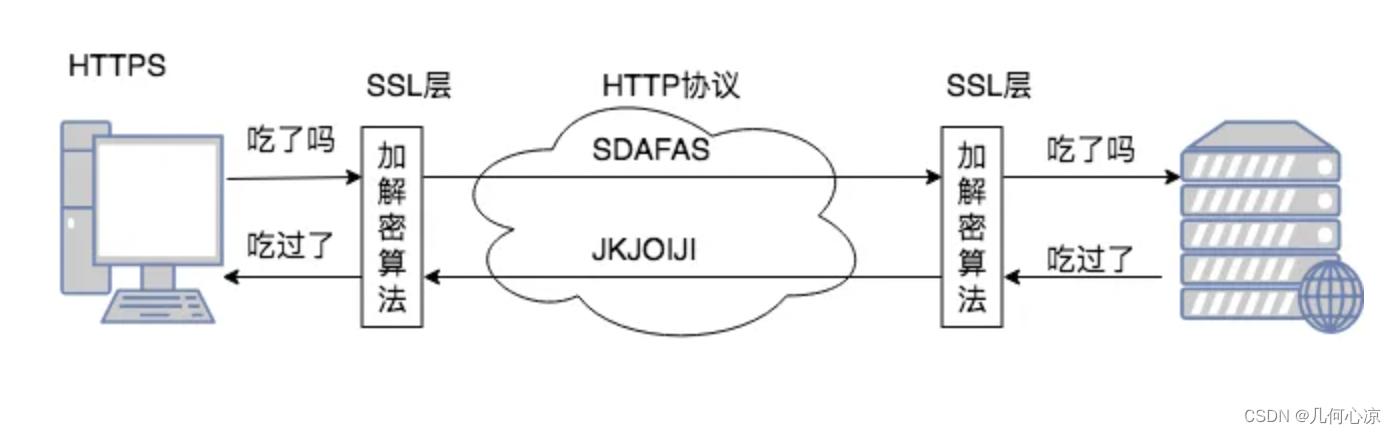 HTTPS
SSL层
HTTP协议
SSL层
吃了吗
加解密算法
SDAFAS
加解密算法
吃了吗
吃过了
JKJOIJI
吃过了
CSDN @几何心凉